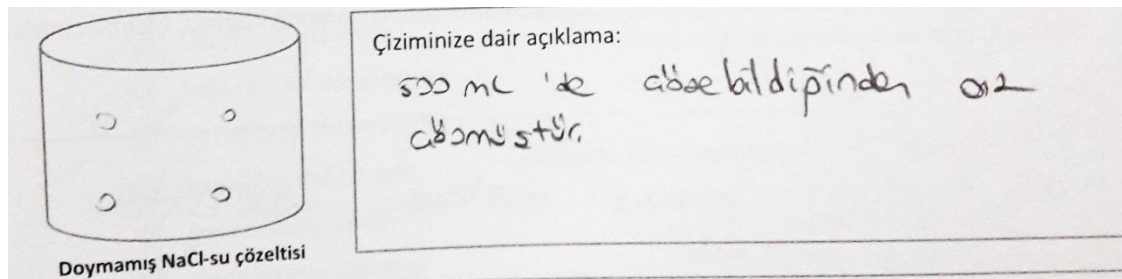 Çiziminize dair açıklama:
500 mL 'de çözebildiğinden az
çözmüştür.
Doymamış NaCl-su çözeltisi